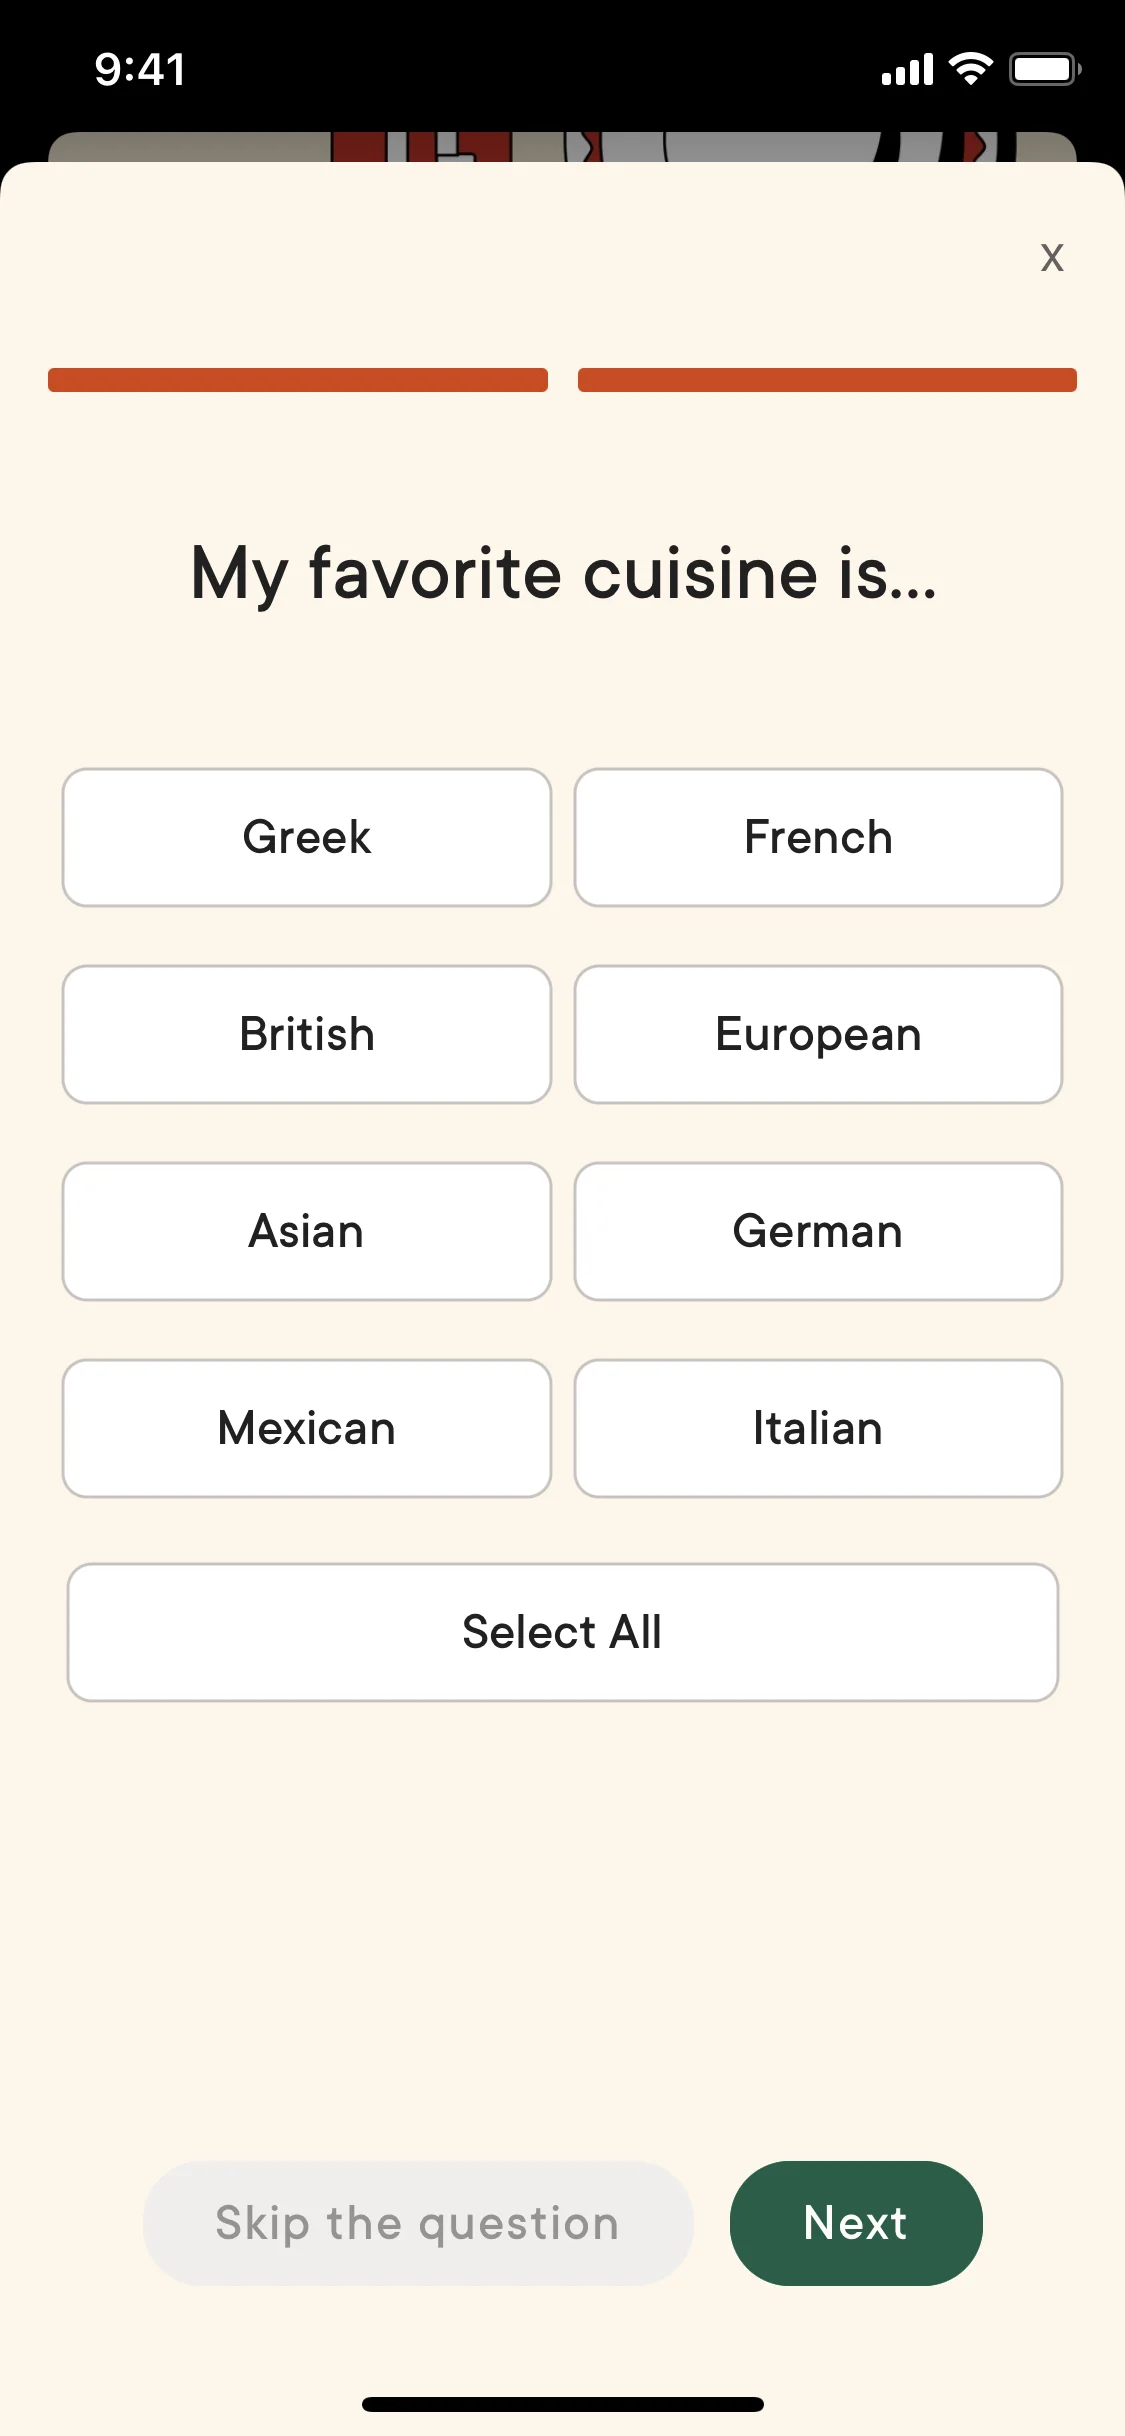 9:41
X
My favorite cuisine is...
Greek
French
British
European
Asian
German
Mexican
Italian
Select All
Skip the question
Next